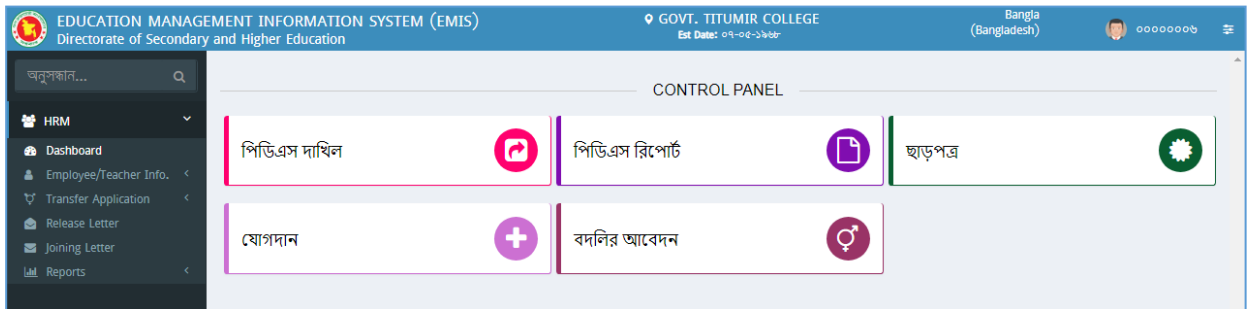 EDUCATION MANAGEMENT INFORMATION SYSTEM (EMIS)
Directorate of Secondary and Higher Education
GOVT. TITUMIR COLLEGE
Est Date: ০৭-০৫-১৯৬৮
Bangla
(Bangladesh)
০০০০০০০৬
অনুসন্ধান...
HRM
Dashboard
Employee/Teacher Info.
Transfer Application
Release Letter
Joining Letter
Reports
CONTROL PANEL
পিডিএস দাখিল
পিডিএস রিপোর্ট
ছাড়পত্র
যোগদান
বদলির আবেদন